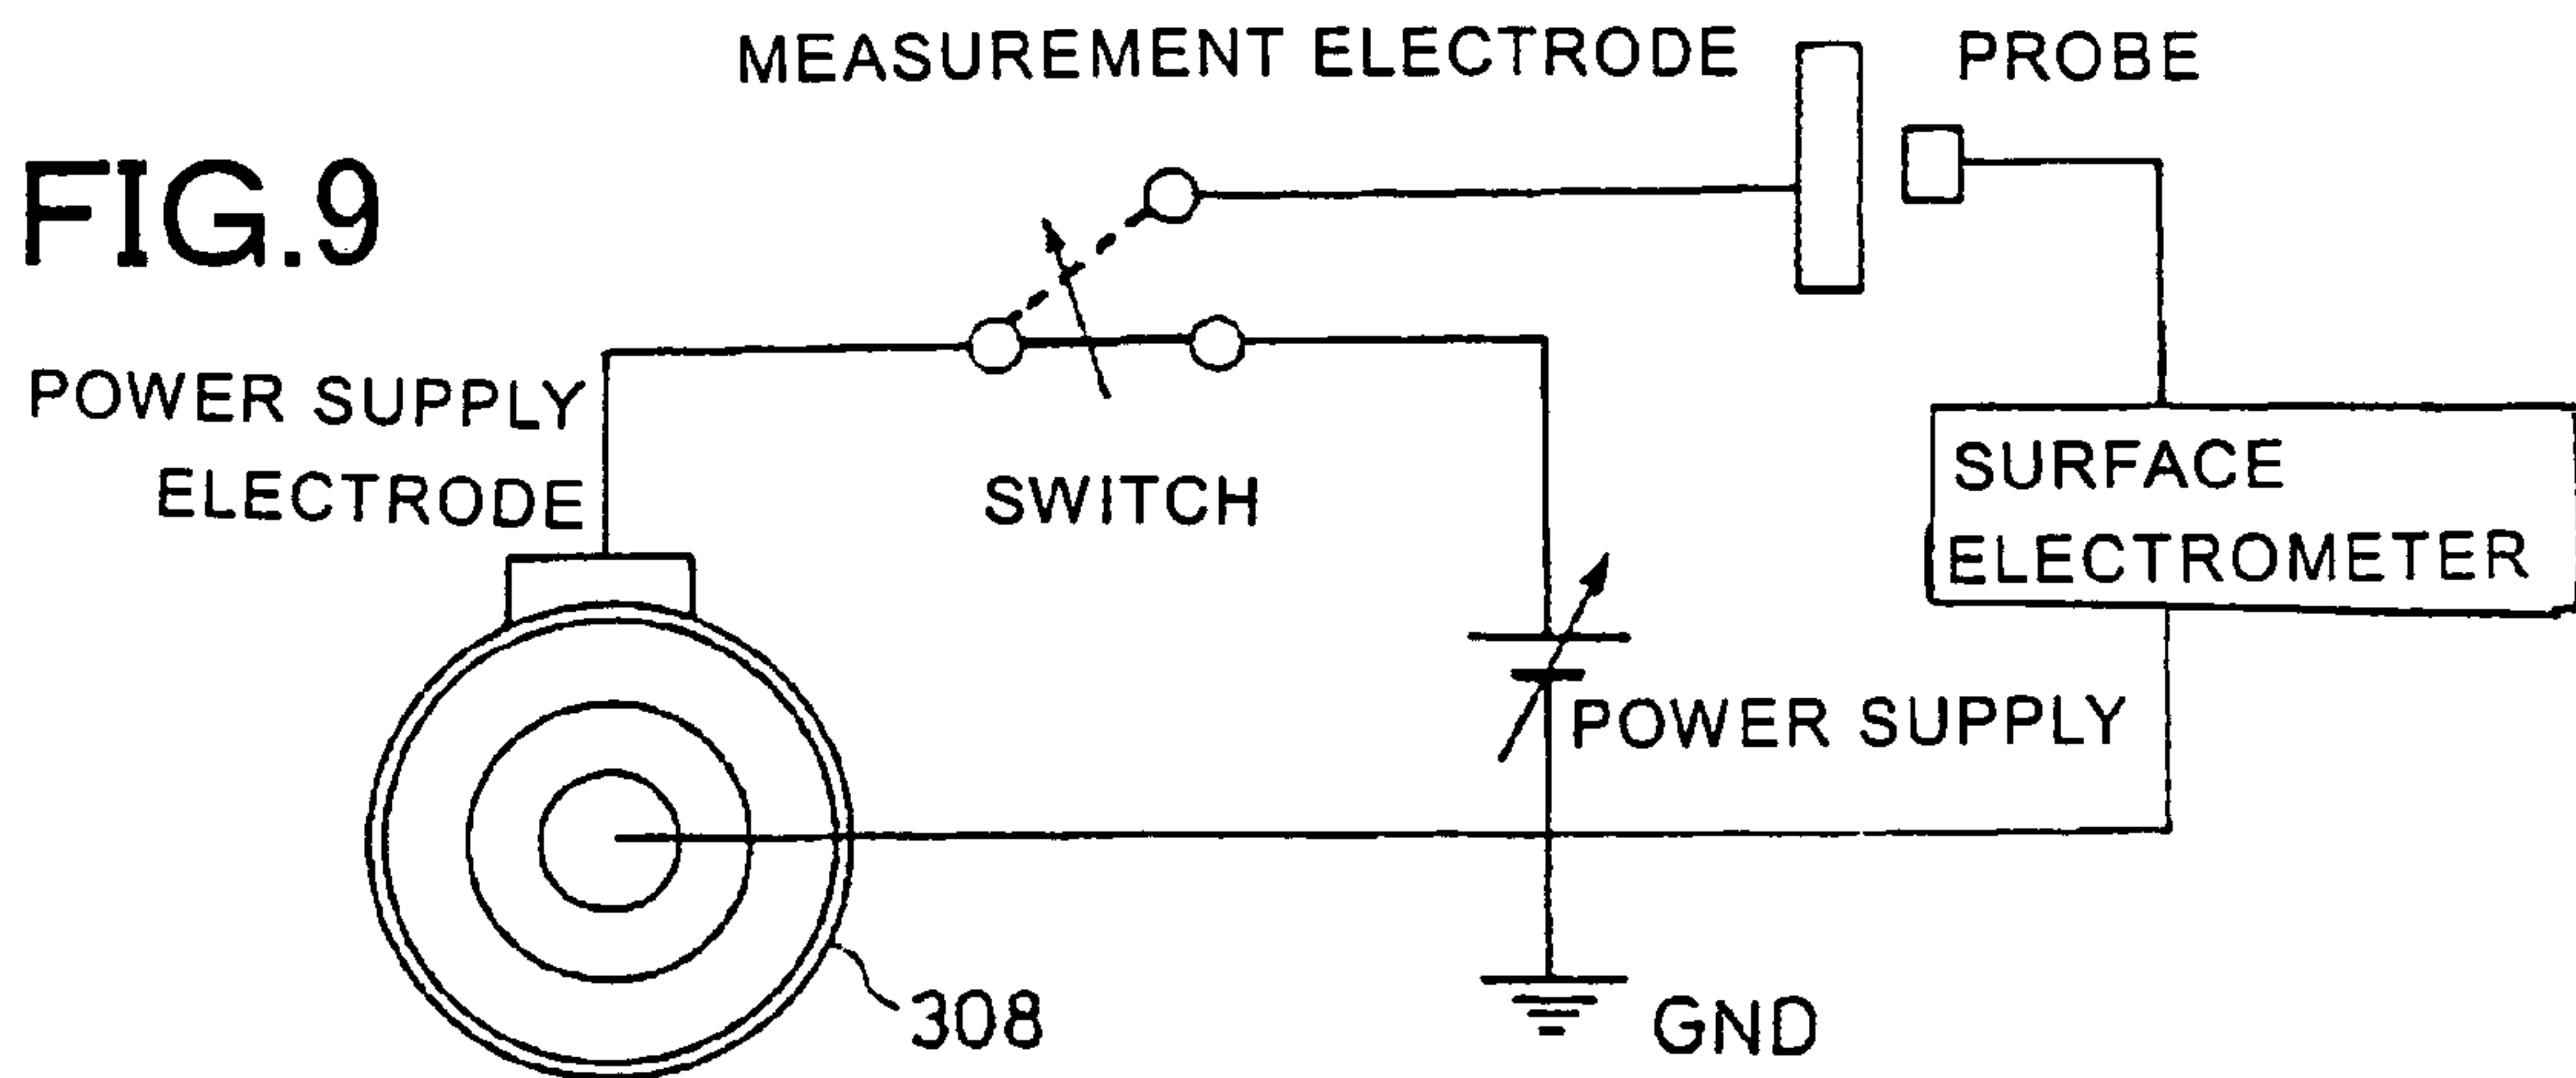 MEASUREMENT ELECTRODE
PROBE
FIG.9
POWER SUPPLY
ELECTRODE
SWITCH
SURFACE
ELECTROMETER
POWER SUPPLY
308
GND